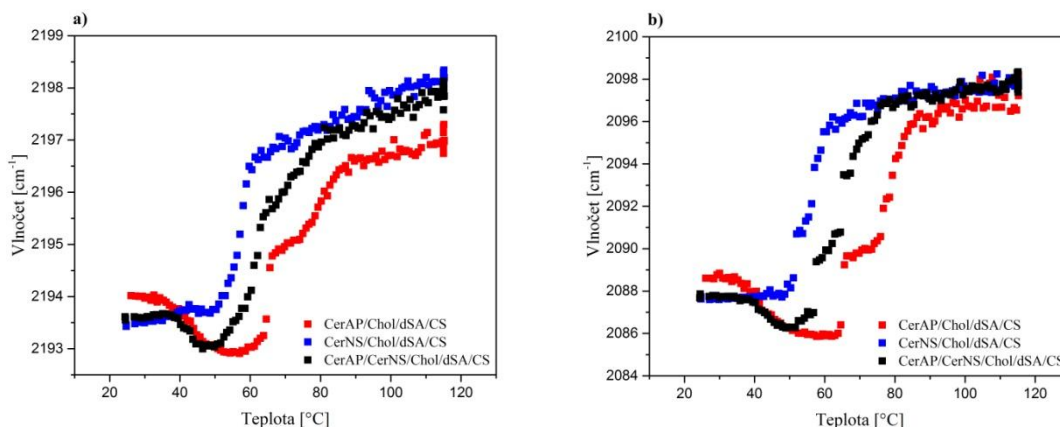 a)
2199
2198
2197
2196
2195
2194
2193
Vlnočet [cm-1]
20
40
60
80
100
120
Teplota [°C]
CerAP/Chol/dSA/CS
CerNS/Chol/dSA/CS
CerAP/CerNS/Chol/dSA/CS
b)
2100
2098
2096
2094
2092
2090
2088
2086
2084
Vlnočet [cm-1]
20
40
60
80
100
120
Teplota [°C]
CerAP/Chol/dSA/CS
CerNS/Chol/dSA/CS
CerAP/CerNS/Chol/dSA/CS